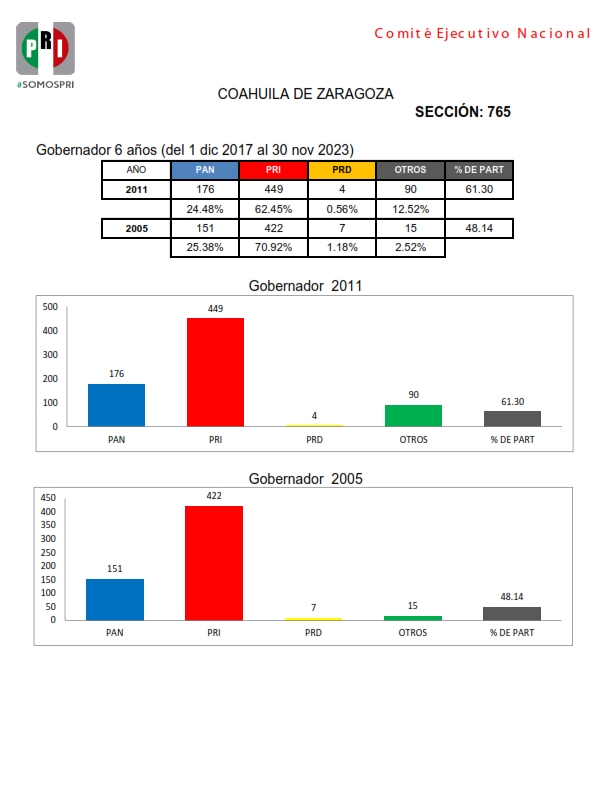 PRI
#SOMOSPRI
Comité Ejecutivo Nacional
COAHUILA DE ZARAGOZA
SECCIÓN: 765
Gobernador 6 años (del 1 dic 2017 al 30 nov 2023)
AÑO PAN PRI PRD OTROS % DE PART
2011 176 449 4 90 61.30
24.48% 62.45% 0.56% 12.52%
2005 151 422 7 15 48.14
25.38% 70.92% 1.18% 2.52%
Gobernador 2011
500
400
300
200
100
0
176
449
4
90
61.30
PAN PRI PRD OTROS % DE PART
Gobernador 2005
450
400
350
300
250
200
150
100
50
0
151
422
7
15
48.14
PAN PRI PRD OTROS % DE PART